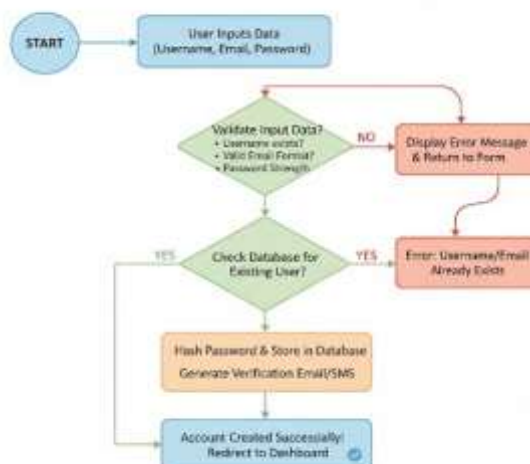 START
User Inputs Data
(Username, Email, Password)
Validate Input Data?
• Username exists?
• Valid Email Format?
• Password Strength
NO
Display Error Message
& Return to Form
YES
Check Database for
Existing User?
YES
Error: Username/Email
Already Exists
Hash Password & Store in Database
Generate Verification Email/SMS
Account Created Successially!
Redirect to Dashboard